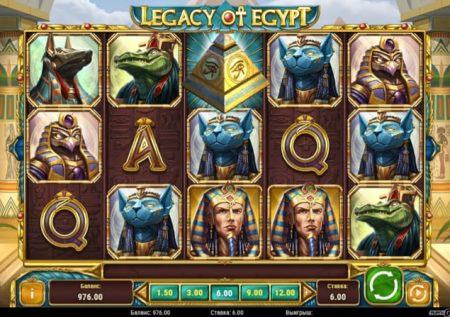 LEGACY OF EGYPT
A
Q
Q
Баланс:
976.00
1.50 3.00 6.00 9.00 12.00
Ставка:
6.00
Баланс: 976.00 Ставка: 6.00 Выигрыш: